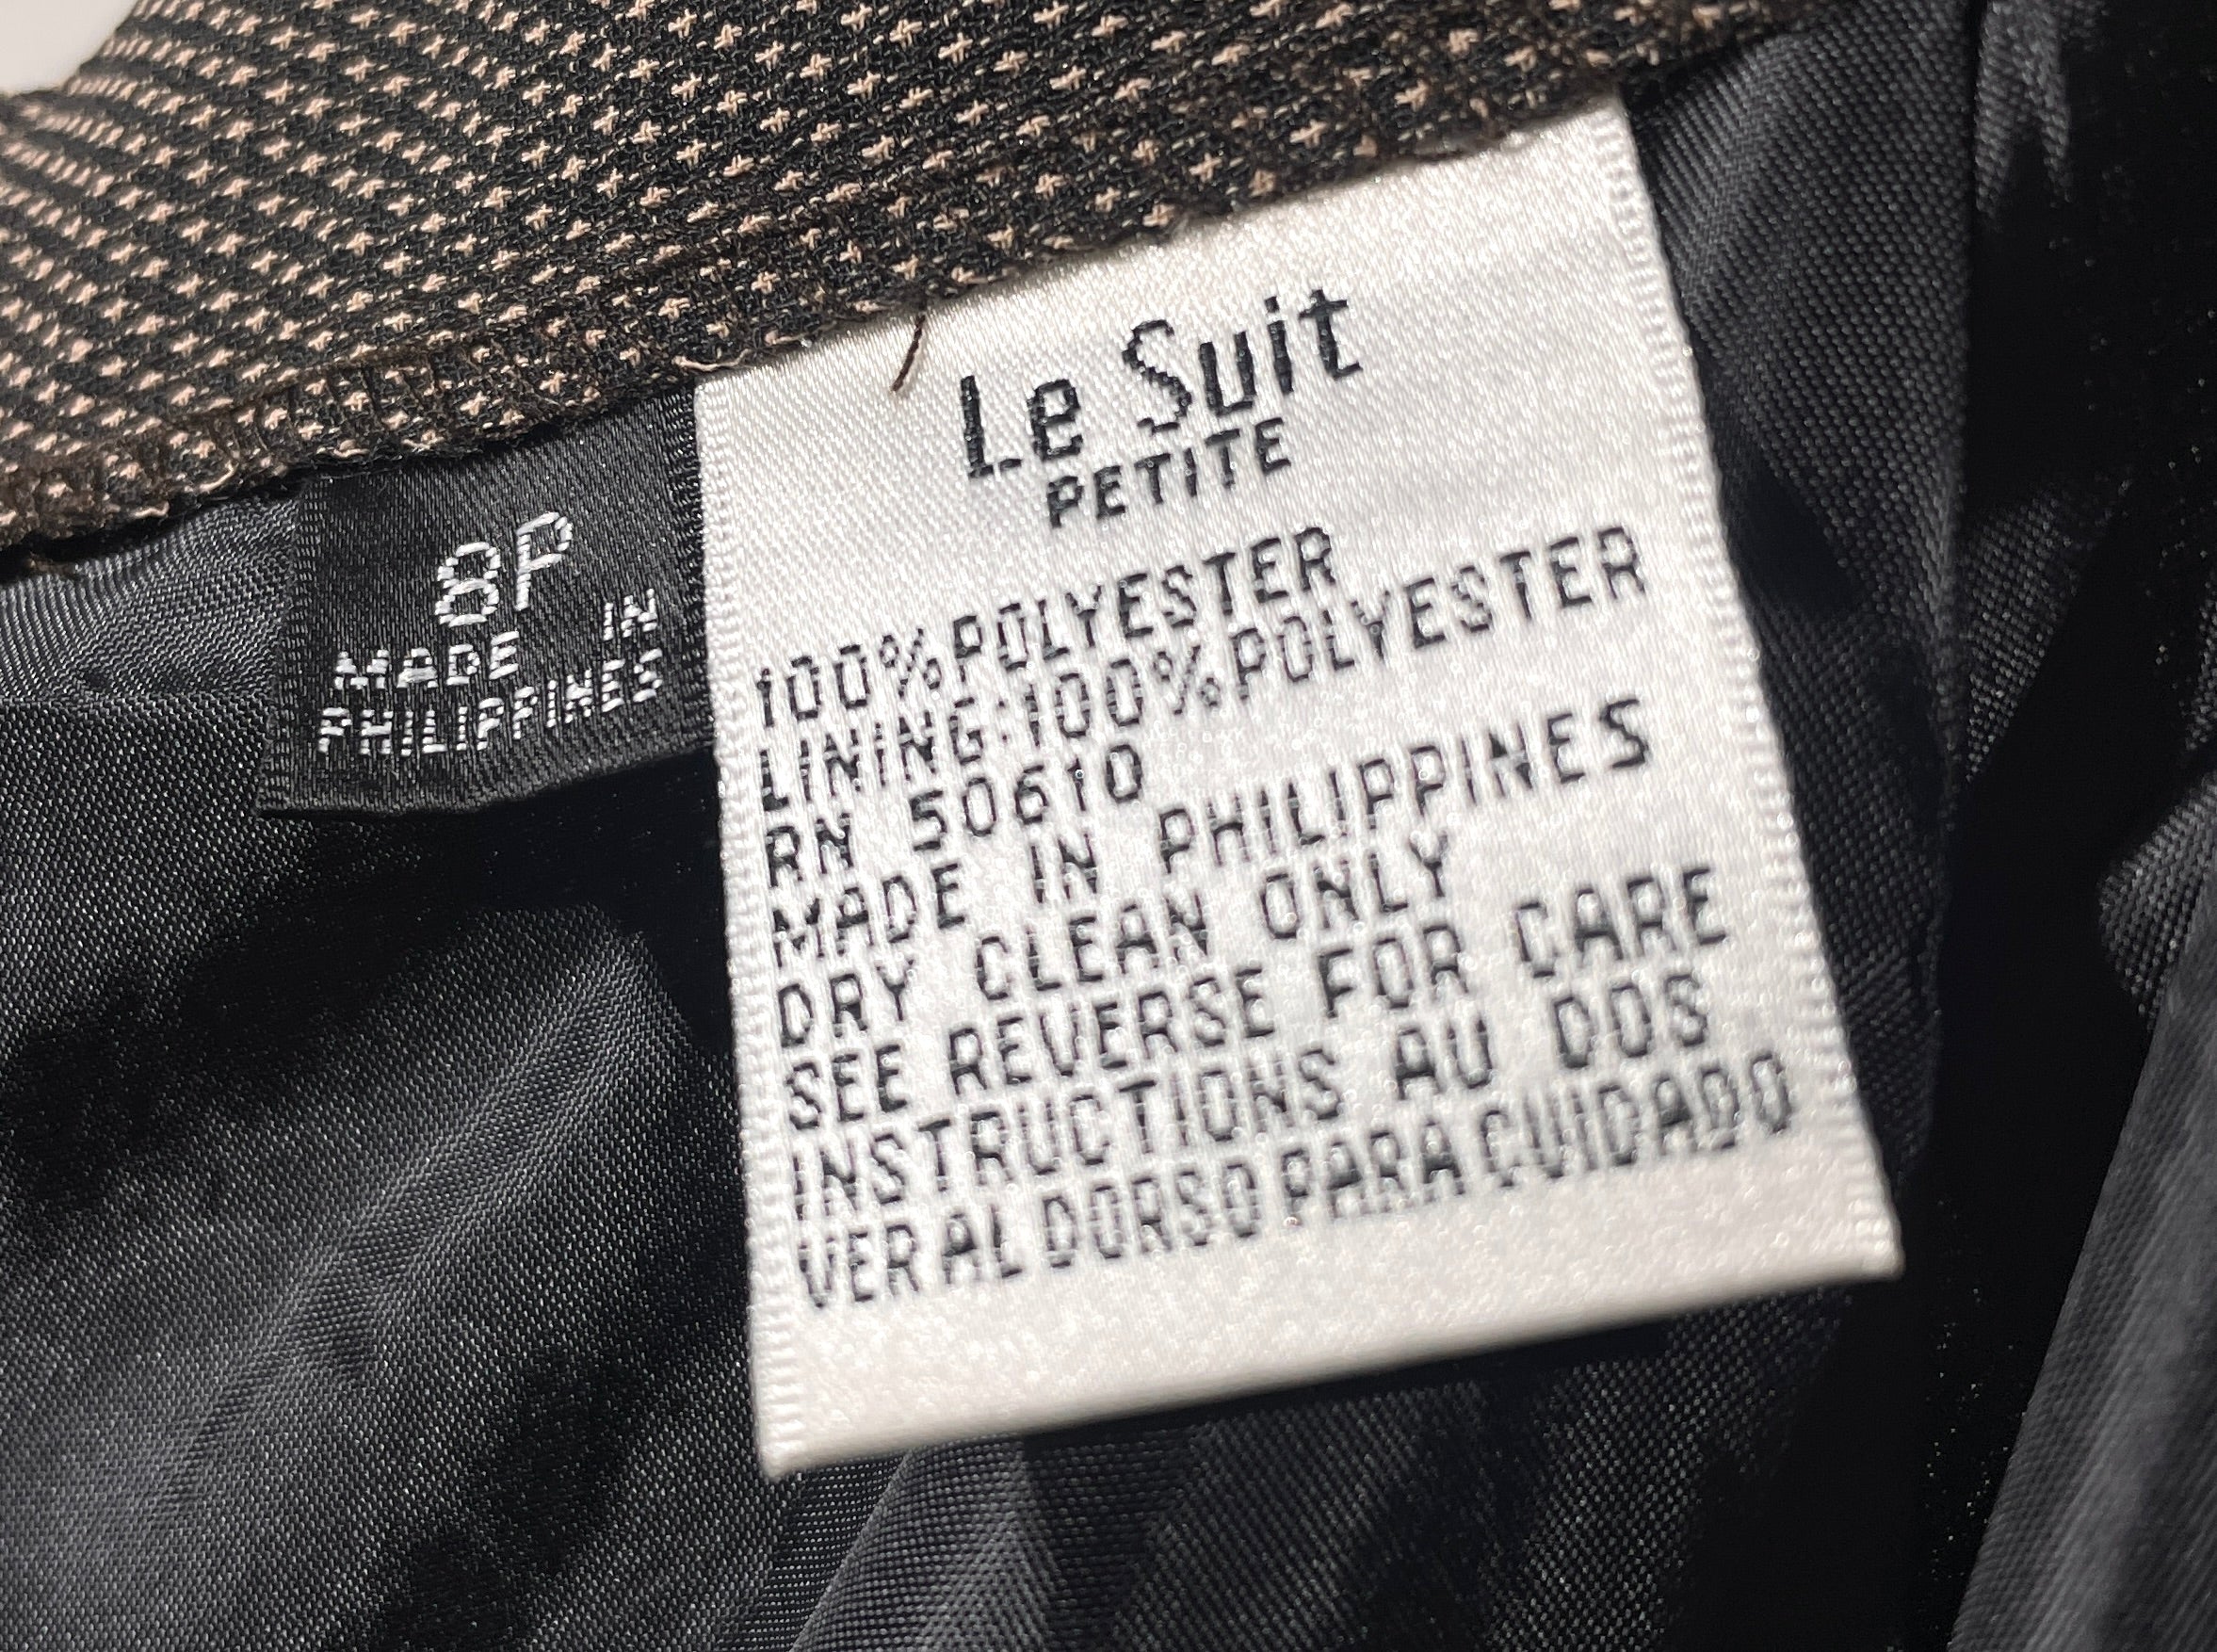 8P
MADE IN
PHILIPPINES
Le Suit
PETITE
100%POLYESTER
LINING:100%POLYESTER
RN 50610
MADE IN PHILIPPINES
DRY CLEAN ONLY
SEE REVERSE FOR CARE
INSTRUCTIONS AU DOS
VER AL DORSO PARA CUIDADO